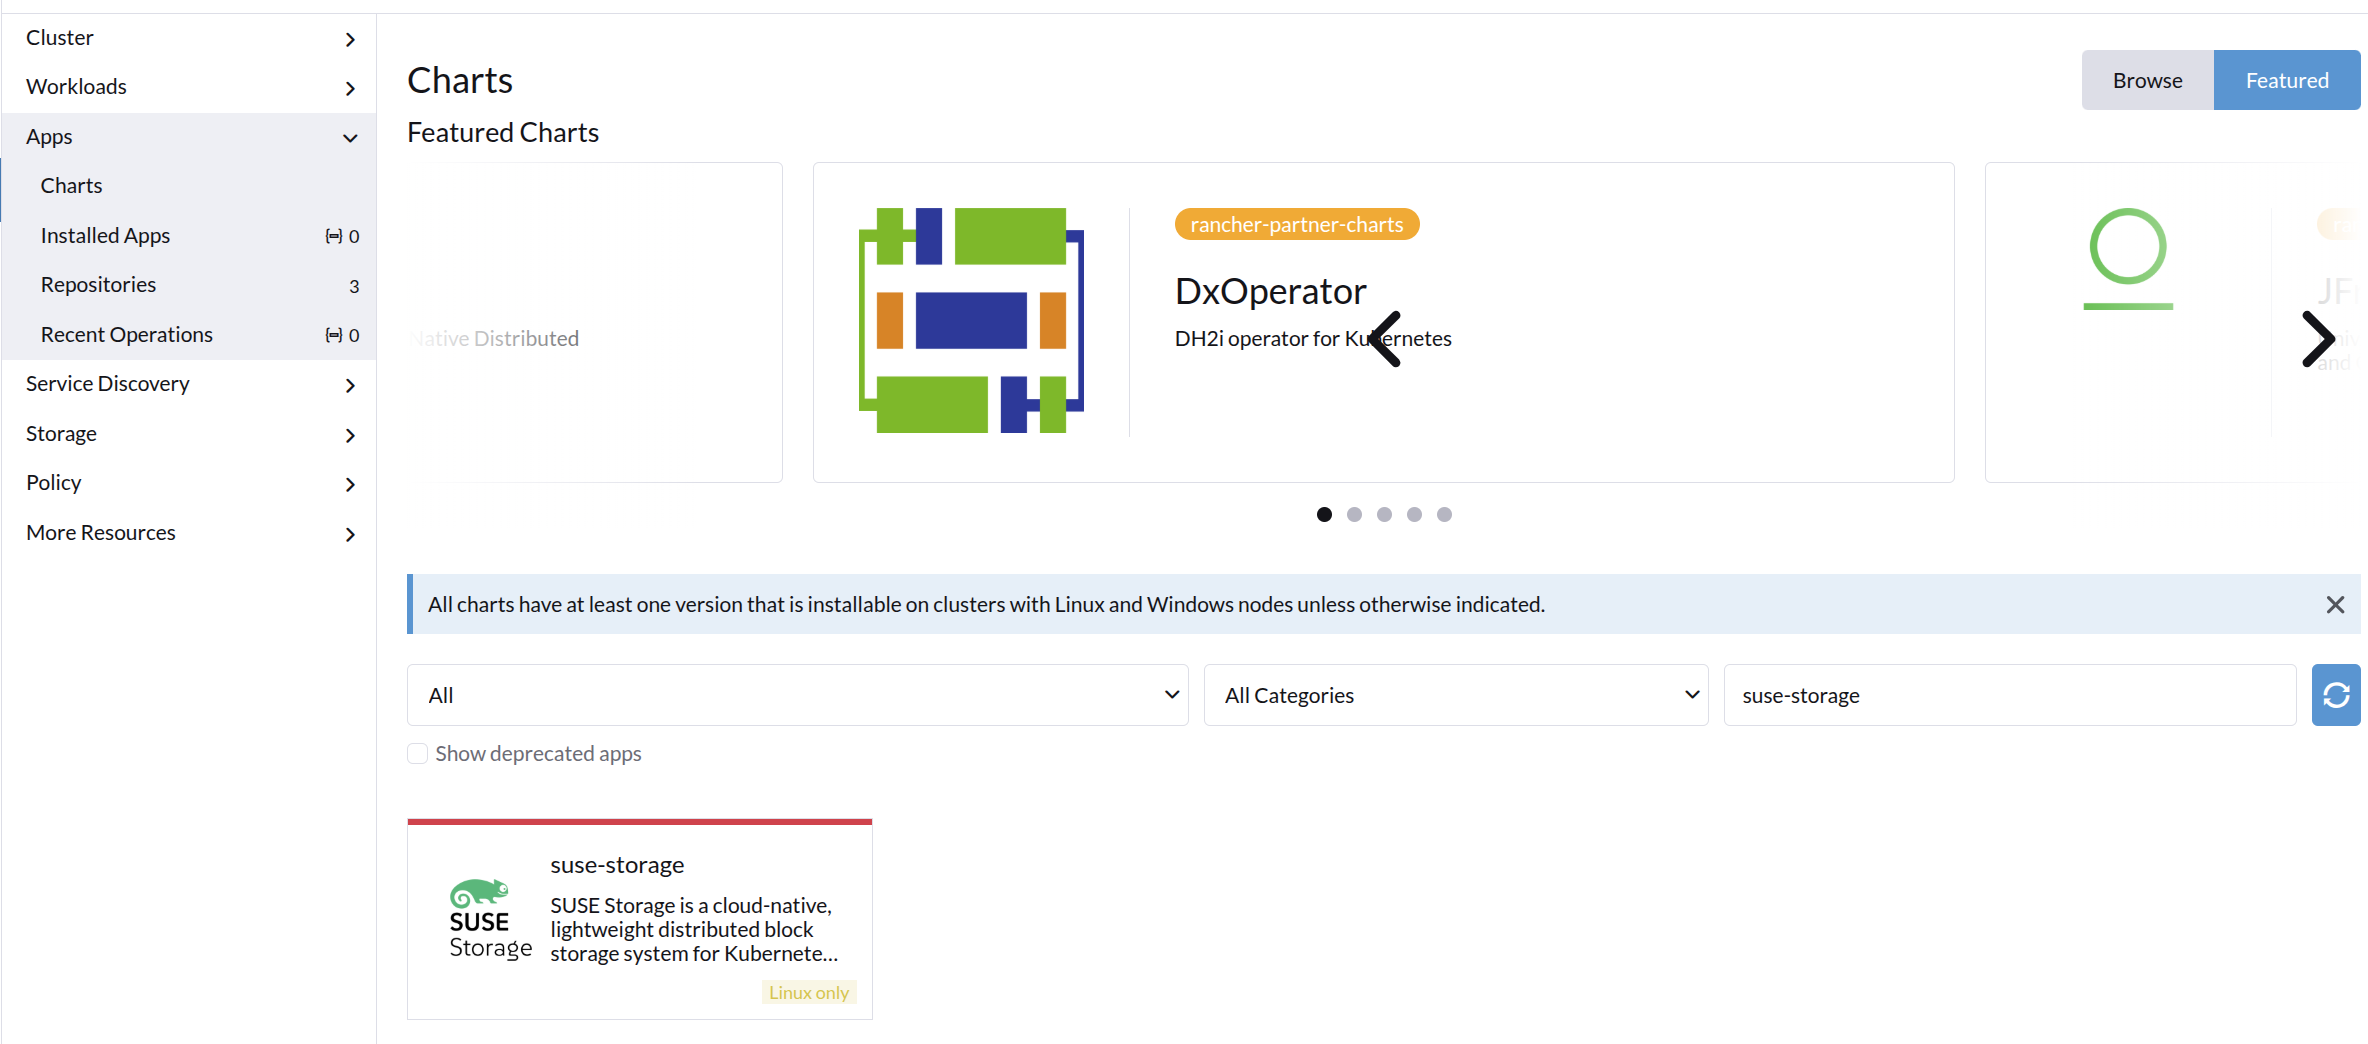 Cluster
Workloads
Apps
Charts
Installed Apps 0
Repositories 3
Recent Operations 0
Service Discovery
Storage
Policy
More Resources
Charts
Browse
Featured
Featured Charts
Native Distributed
rancher-partner-charts
DxOperator
DH2i operator for Kubernetes
and
All charts have at least one version that is installable on clusters with Linux and Windows nodes unless otherwise indicated.
All
All Categories
suse-storage
Show deprecated apps
SUSE
Storage
suse-storage
SUSE Storage is a cloud-native,
lightweight distributed block
storage system for Kubernete...
Linux only